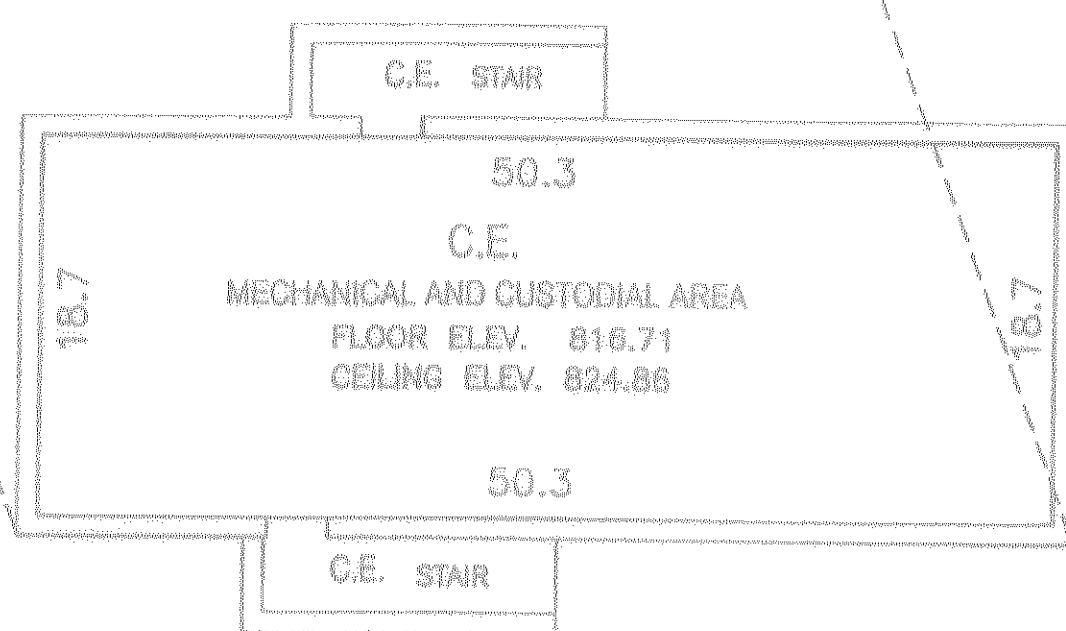 C.E. STAIR
50.3
C.E.
MECHANICAL AND CUSTODIAL AREA
18.7
18.7
FLOOR ELEV. 816.71
CEILING ELEV. 824.86
50.3
C.E. STAIR